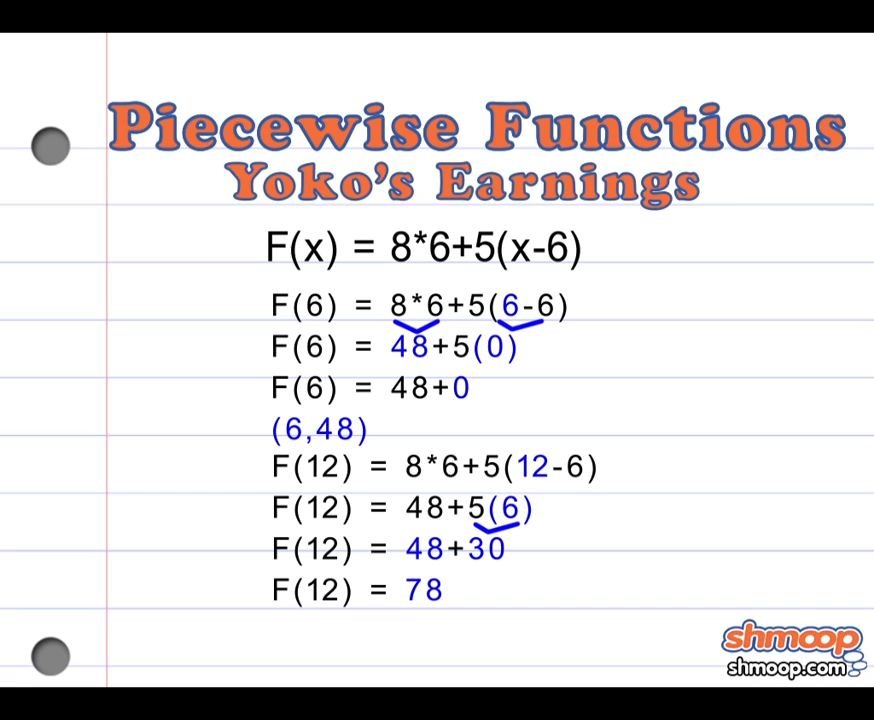 Piecewise Functions
Yoko's Earnings
F(x) = 8*6+5(x-6)
F(6) = 8*6+5(6-6)
F(6) = 48+5(0)
F(6) = 48+0
(6,48)
F(12) = 8*6+5(12-6)
F(12) = 48+5(6)
F(12) = 48+30
F(12) = 78
shmoop
shmoop.com